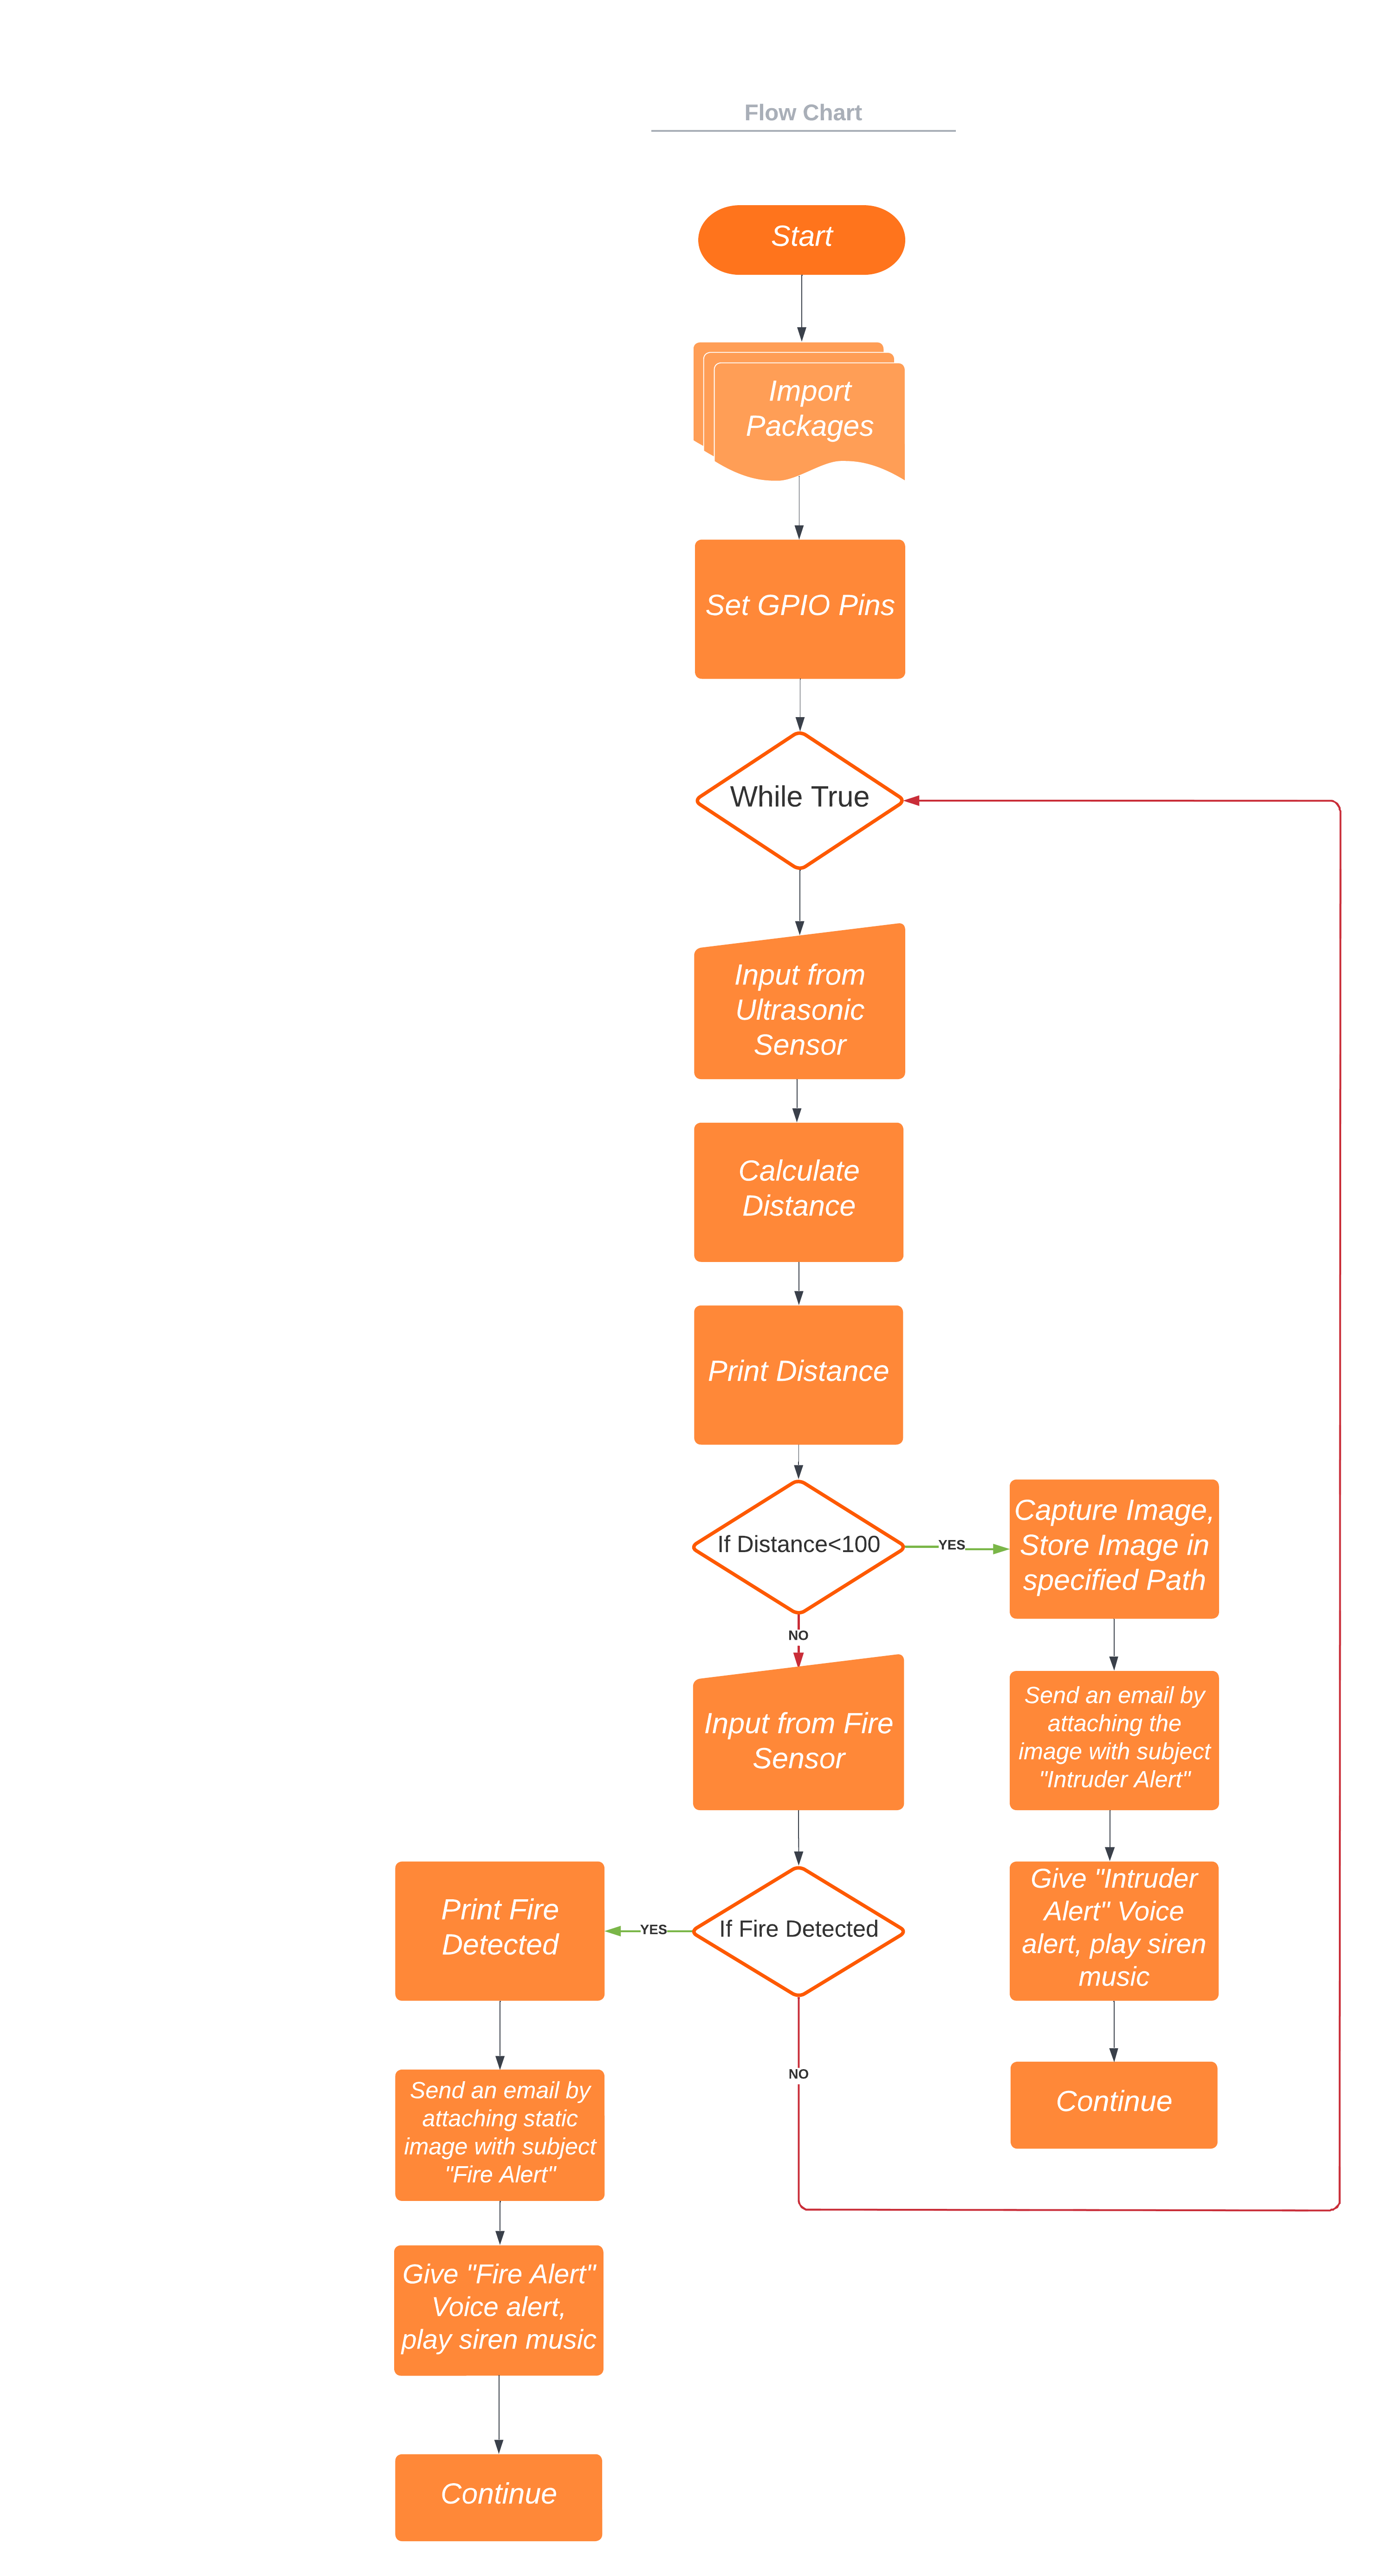 Flow Chart
Start
Import
Packages
Set GPIO Pins
While True
Input from
Ultrasonic
Sensor
Calculate
Distance
Print Distance
If Distance<100
YES
Capture Image,
Store Image in
specified Path
NO
Send an email by
attaching the
image with subject
"Intruder Alert"
Input from Fire
Sensor
Give "Intruder
Alert" Voice
alert, play siren
music
Continue
If Fire Detected
YES
Print Fire
Detected
NO
Send an email by
attaching static
image with subject
"Fire Alert"
Give "Fire Alert"
Voice alert,
play siren music
Continue